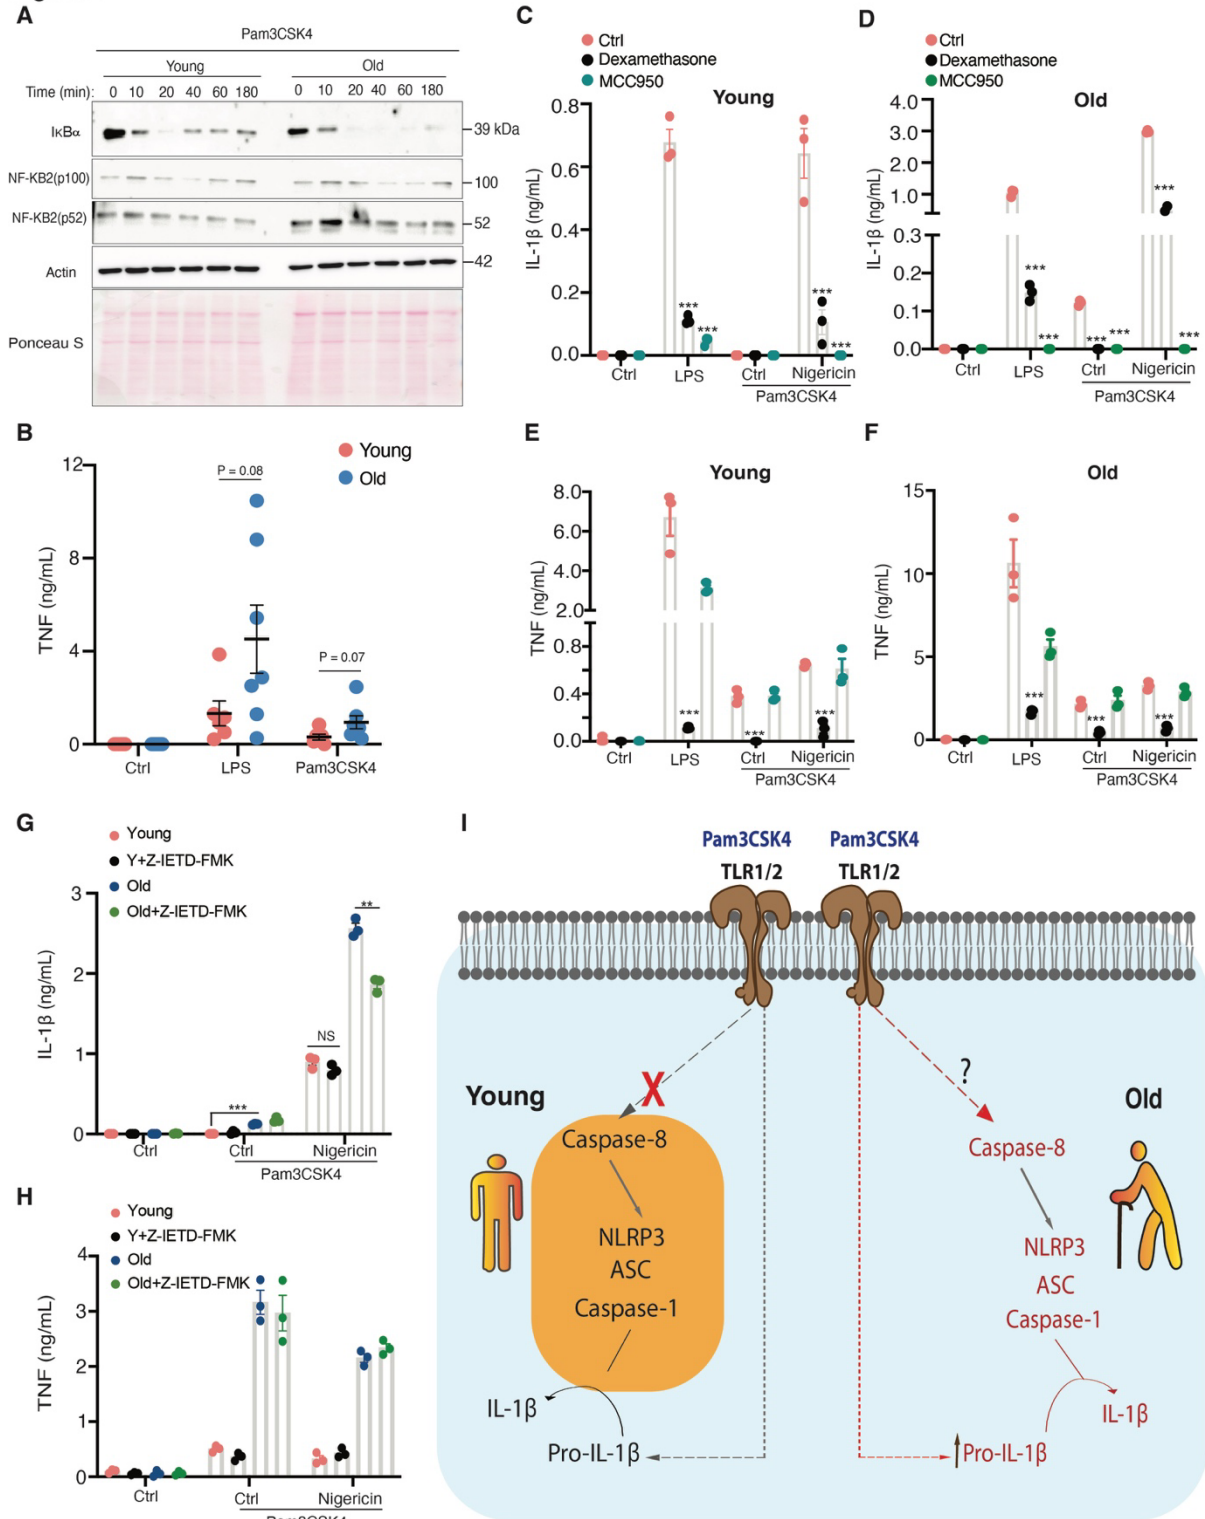 A
Pam3CSK4
Young
Old
Time (min): 0 10 20 40 60 180 0 10 20 40 60 180
IκBα
39 kDa
NF-KB2(p100)
100
NF-KB2(p52)
52
Actin
42
Ponceau S
B
Young
Old
TNF (ng/mL)
12
8
4
0
P = 0.08
P = 0.07
Ctrl
LPS
Pam3CSK4
C
Ctrl
Dexamethasone
MCC950
Young
IL-1β (ng/mL)
0.8
0.6
0.4
0.2
0.0
***
***
***
***
Ctrl
LPS
Ctrl
Nigericin
Pam3CSK4
D
Ctrl
Dexamethasone
MCC950
Old
IL-1β (ng/mL)
4.0
3.0
2.0
1.0
0.3
0.2
0.1
0.0
***
***
***
***
***
***
Ctrl
LPS
Ctrl
Nigericin
Pam3CSK4
E
Young
TNF (ng/mL)
8.0
6.0
4.0
2.0
0.8
0.4
0.0
***
***
***
Ctrl
LPS
Ctrl
Nigericin
Pam3CSK4
F
Old
TNF (ng/mL)
15
10
5
0
***
***
***
Ctrl
LPS
Ctrl
Nigericin
Pam3CSK4
G
Young
Y+Z-IETD-FMK
Old
Old+Z-IETD-FMK
IL-1β (ng/mL)
3
2
1
0
***
NS
**
Ctrl
Ctrl
Nigericin
Pam3CSK4
H
Young
Y+Z-IETD-FMK
Old
Old+Z-IETD-FMK
TNF (ng/mL)
4
3
2
1
0
Ctrl
Ctrl
Nigericin
I
Pam3CSK4
Pam3CSK4
TLR1/2
TLR1/2
X
?
Young
Old
Caspase-8
NLRP3
ASC
Caspase-1
IL-1β
Pro-IL-1β
Caspase-8
NLRP3
ASC
Caspase-1
IL-1β
Pro-IL-1β